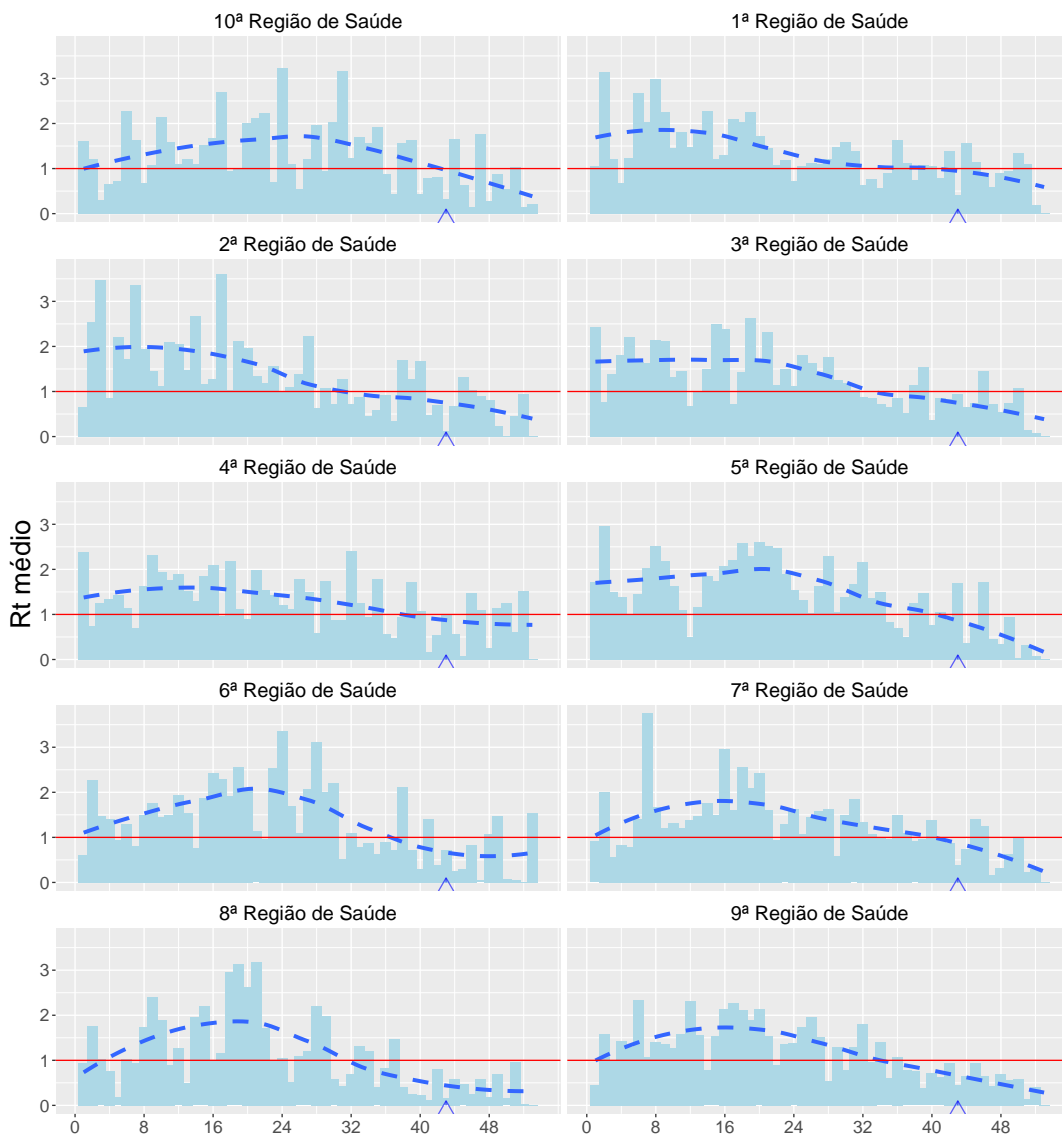 10ª Região de Saúde
1ª Região de Saúde
3
2
1
0
2ª Região de Saúde
3ª Região de Saúde
3
2
1
0
4ª Região de Saúde
5ª Região de Saúde
3
2
1
0
6ª Região de Saúde
7ª Região de Saúde
3
2
1
0
8ª Região de Saúde
9ª Região de Saúde
3
2
1
0
0 8 16 24 32 40 48
0 8 16 24 32 40 48
Rt médio